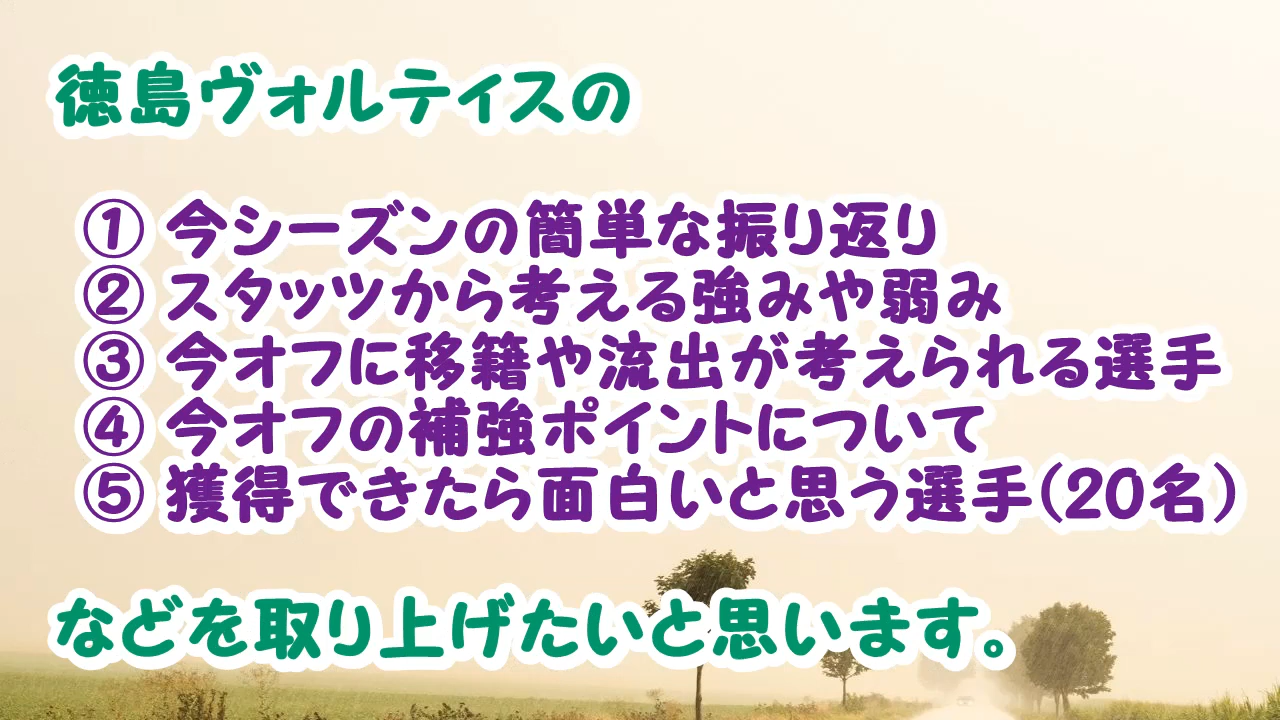 徳島ヴォルティスの
① 今シーズンの簡単な振り返り
② スタッツから考える強みや弱み
③ 今オフに移籍や流出が考えられる選手
④ 今オフの補強ポイントについて
⑤ 獲得できたら面白いと思う選手(20名)
などを取り上げたいと思います。